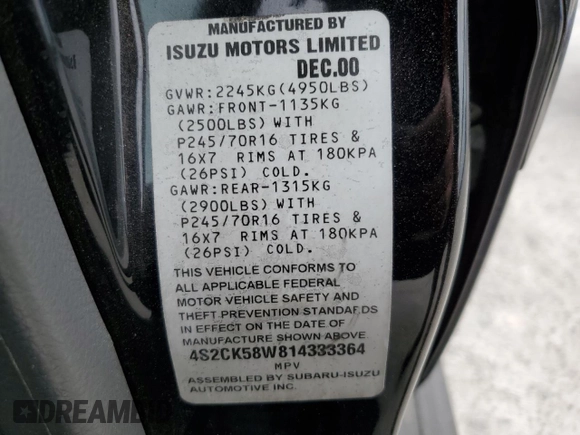 MANUFACTURED BY
ISUZU MOTORS LIMITED
DEC.00
GVWR:2245KG(4950LBS)
GAWR:FRONT-1135KG
(2500LBS) WITH
P245/70R16 TIRES &
16X7 RIMS AT 180KPA
(26PSI) COLD.
GAWR:REAR-1315KG
(2900LBS) WITH
P245/70R16 TIRES &
16X7 RIMS AT 180KPA
(26PSI) COLD.
THIS VEHICLE CONFORMS TO
ALL APPLICABLE FEDERAL
MOTOR VEHICLE SAFETY AND
THEFT PREVENTION STANDARDS
IN EFFECT ON THE DATE OF
MANUFACTURE SHOWN ABOVE
4S2CK58W814333364
MPV
ASSEMBLED BY SUBARU-ISUZU
AUTOMOTIVE INC.